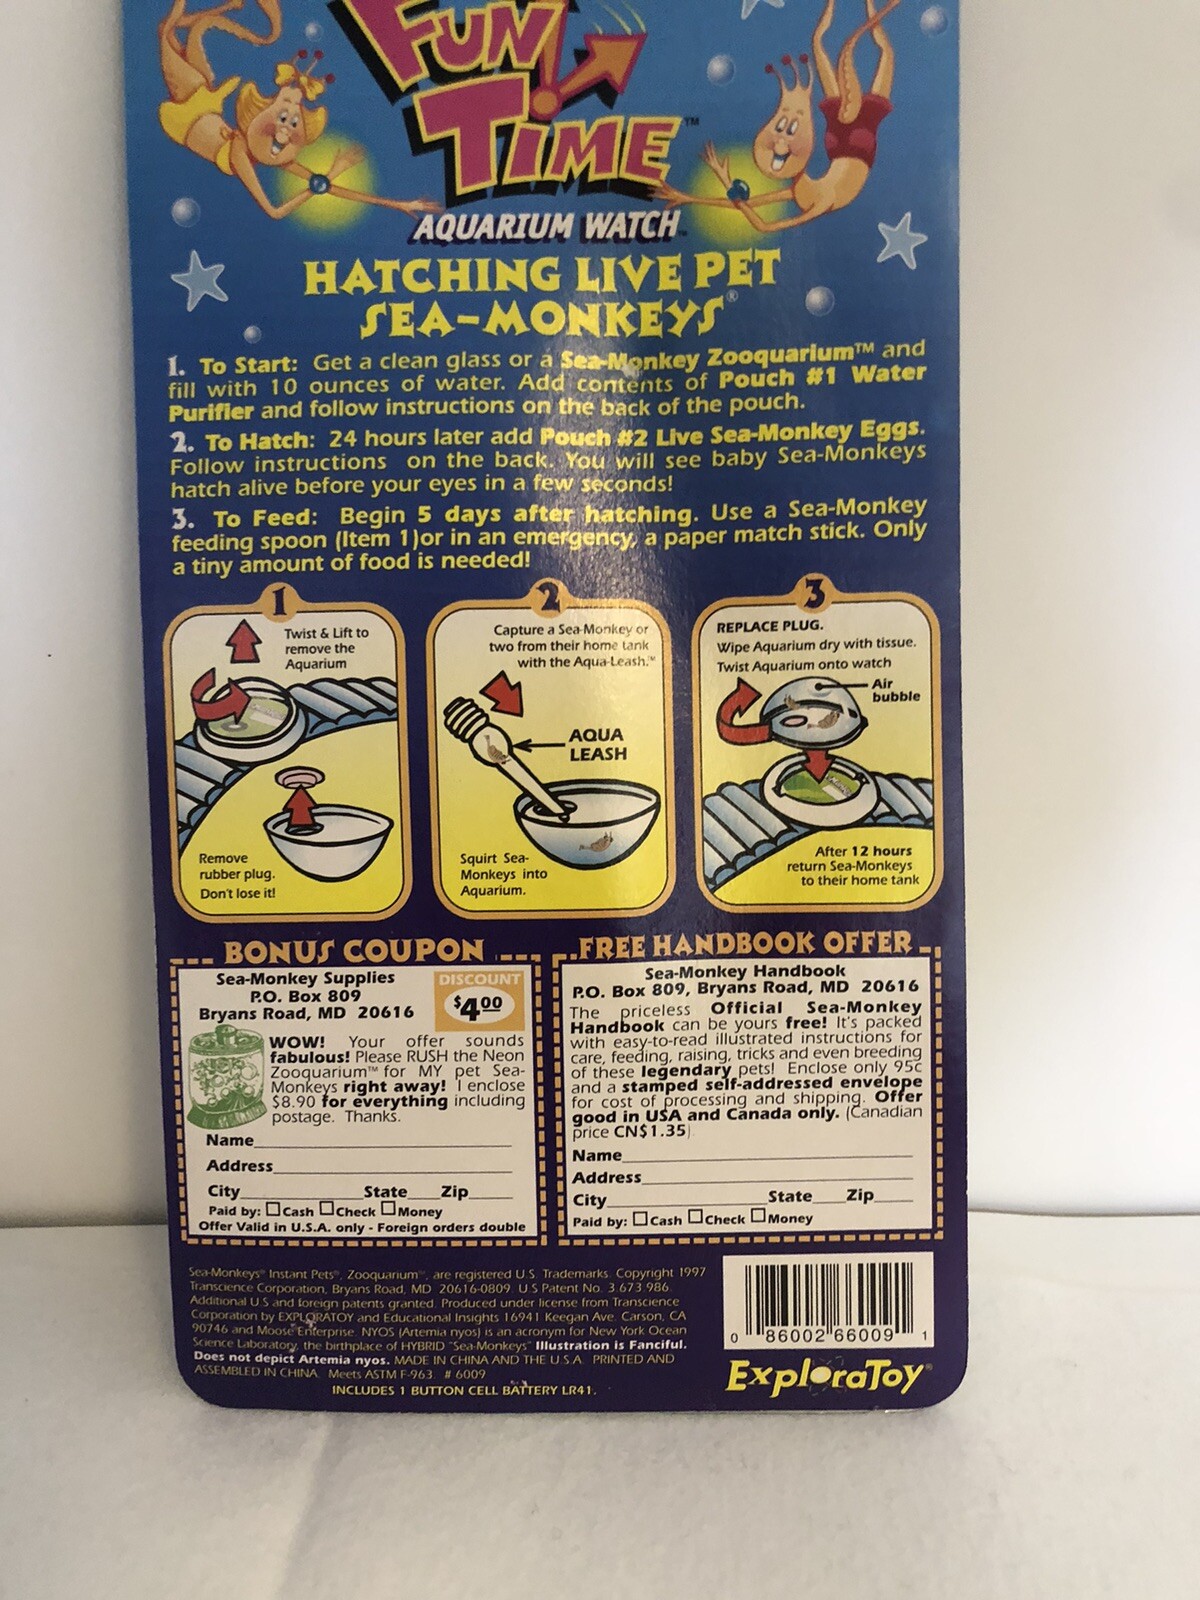 FUN
TIME™
AQUARIUM WATCH™
HATCHING LIVE PET
SEA-MONKEYS®
1. To Start: Get a clean glass or a Sea-Monkey Zooquarium™ and
fill with 10 ounces of water. Add contents of Pouch #1 Water
Purifier and follow instructions on the back of the pouch.
2. To Hatch: 24 hours later add Pouch #2 Live Sea-Monkey Eggs.
Follow instructions on the back. You will see baby Sea-Monkeys
hatch alive before your eyes in a few seconds!
3. To Feed: Begin 5 days after hatching. Use a Sea-Monkey
feeding spoon (Item 1)or in an emergency, a paper match stick. Only
a tiny amount of food is needed!
1
Twist & Lift to
remove the
Aquarium
Remove
rubber plug.
Don't lose it!
2
Capture a Sea-Monkey or
two from their home tank
with the Aqua-Leash.™
AQUA
LEASH
Squirt Sea-
Monkeys into
Aquarium.
3
REPLACE PLUG.
Wipe Aquarium dry with tissue.
Twist Aquarium onto watch
Air
bubble
After 12 hours
return Sea-Monkeys
to their home tank
BONUS COUPON
Sea-Monkey Supplies
P.O. Box 809
Bryans Road, MD 20616
DISCOUNT
$4.00
WOW! Your offer sounds
fabulous! Please RUSH the Neon
Zooquarium™ for MY pet Sea-
Monkeys right away! I enclose
$8.90 for everything including
postage. Thanks.
Name
Address
City State Zip
Paid by: Cash Check Money
Offer Valid in U.S.A. only - Foreign orders double
FREE HANDBOOK OFFER
Sea-Monkey Handbook
P.O. Box 809, Bryans Road, MD 20616
The priceless Official Sea-Monkey
Handbook can be yours free! It's packed
with easy-to-read illustrated instructions for
care, feeding, raising, tricks and even breeding
of these legendary pets! Enclose only 95c
and a stamped self-addressed envelope
for cost of processing and shipping. Offer
good in USA and Canada only. (Canadian
price CN$1.35)
Name
Address
City State Zip
Paid by: Cash Check Money
Sea-Monkeys® Instant Pets®, Zooquarium™, are registered U.S. Trademarks. Copyright 1997
Transcience Corporation, Bryans Road, MD 20616-0809. U.S Patent No. 3.673.986.
Additional U.S and foreign patents granted. Produced under license from Transcience
Corporation by EXPLORATOY and Educational Insights 16941 Keegan Ave. Carson, CA
90746 and Moose Enterprise. NYOS (Artemia nyos) is an acronym for New York Ocean
Science Laboratory, the birthplace of HYBRID "Sea-Monkeys" Illustration is Fanciful.
Does not depict Artemia nyos. MADE IN CHINA AND THE U.S.A. PRINTED AND
ASSEMBLED IN CHINA. Meets ASTM F-963. # 6009
INCLUDES 1 BUTTON CELL BATTERY LR41.
0 86002 66009 1
ExploraToy®